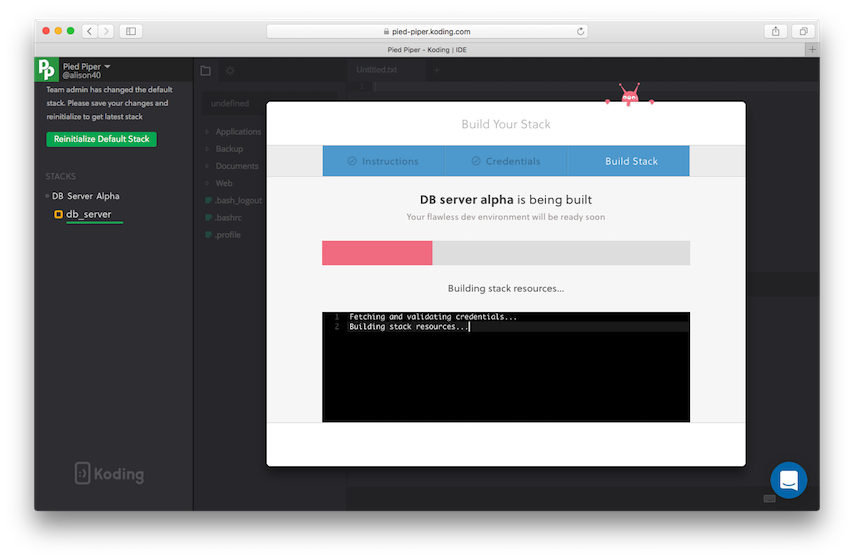 pied-piper.koding.com
Pied Piper - Koding | IDE
Pp
Pied Piper
@alison40
Team admin has changed the default
stack. Please save your changes and
reinitialize to get latest stack
Reinitialize Default Stack
STACKS
DB Server Alpha
db_server
Koding
undefined
Applications
Backup
Documents
Web
.bash_logout
.bashrc
.profile
Untitled.txt
1
Build Your Stack
Instructions
Credentials
Build Stack
DB server alpha is being built
Your flawless dev environment will be ready soon
Building stack resources...
1 Fetching and validating credentials...
2 Building stack resources...